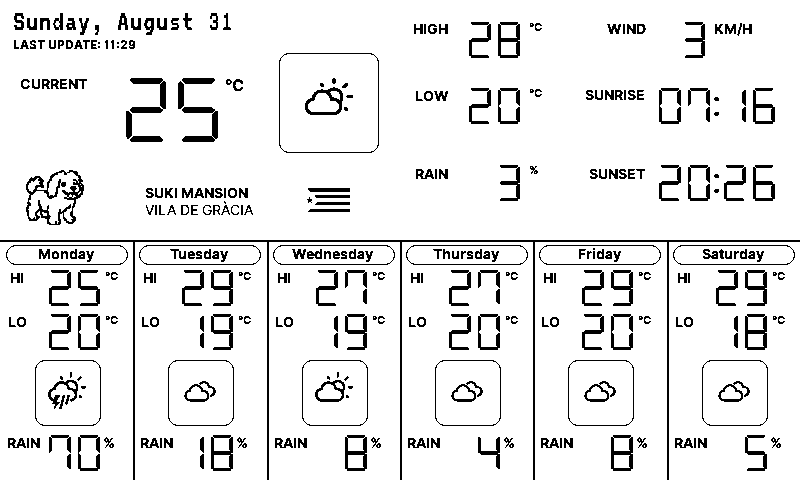 Sunday, August 31
LAST UPDATE: 11:29
CURRENT 25 °C
HIGH 28 °C
WIND 3 KM/H
LOW 20 °C
SUNRISE 07:16
RAIN 3 %
SUNSET 20:26
SUKI MANSION
VILA DE GRÀCIA
Monday
HI 25 °C
LO 20 °C
RAIN 70 %
Tuesday
HI 29 °C
LO 19 °C
RAIN 18 %
Wednesday
HI 27 °C
LO 19 °C
RAIN 8 %
Thursday
HI 27 °C
LO 20 °C
RAIN 4 %
Friday
HI 29 °C
LO 20 °C
RAIN 8 %
Saturday
HI 29 °C
LO 18 °C
RAIN 5 %